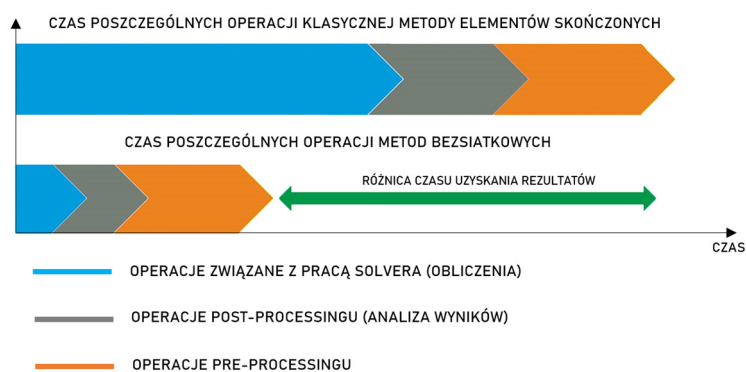 CZAS POSZCZEGÓLNYCH OPERACJI KLASYCZNEJ METODY ELEMENTÓW SKOŃCZONYCH
CZAS POSZCZEGÓLNYCH OPERACJI METOD BEZSIATKOWYCH
RÓŻNICA CZASU UZYSKANIA REZULTATÓW
CZAS
OPERACJE ZWIĄZANE Z PRACĄ SOLVERA (OBLICZENIA)
OPERACJE POST-PROCESSINGU (ANALIZA WYNIKÓW)
OPERACJE PRE-PROCESSINGU